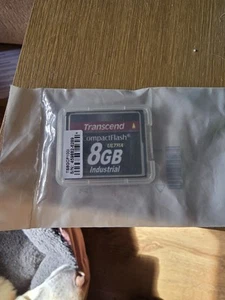 Transcend
CompactFlash
ULTRA
8GB
Industrial